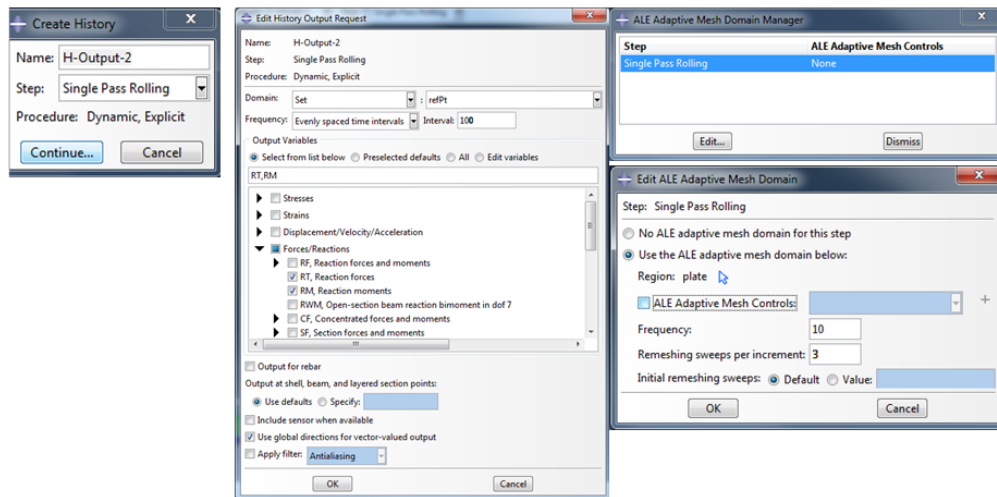 Create History
X
Name: H-Output-2
Step: Single Pass Rolling
Procedure: Dynamic, Explicit
Continue... Cancel
Edit History Output Request
Name: H-Output-2
Step: Single Pass Rolling
Procedure: Dynamic, Explicit
Domain: Set : refPt
Frequency: Evenly spaced time intervals Interval: 100
Output Variables
Select from list below Preselected defaults All Edit variables
RT,RM
Stresses
Strains
Displacement/Velocity/Acceleration
Forces/Reactions
RF, Reaction forces and moments
RT, Reaction forces
RM, Reaction moments
RWM, Open-section beam reaction bimoment in dof 7
CF, Concentrated forces and moments
SF, Section forces and moments
Output for rebar
Output at shell, beam, and layered section points:
Use defaults Specify:
Include sensor when available
Use global directions for vector-valued output
Apply filter: Antialiasing
OK Cancel
ALE Adaptive Mesh Domain Manager
Step ALE Adaptive Mesh Controls
Single Pass Rolling None
Edit... Dismiss
Edit ALE Adaptive Mesh Domain
X
Step: Single Pass Rolling
No ALE adaptive mesh domain for this step
Use the ALE adaptive mesh domain below:
Region: plate
ALE Adaptive Mesh Controls:
Frequency: 10
Remeshing sweeps per increment: 3
Initial remeshing sweeps: Default Value:
OK Cancel